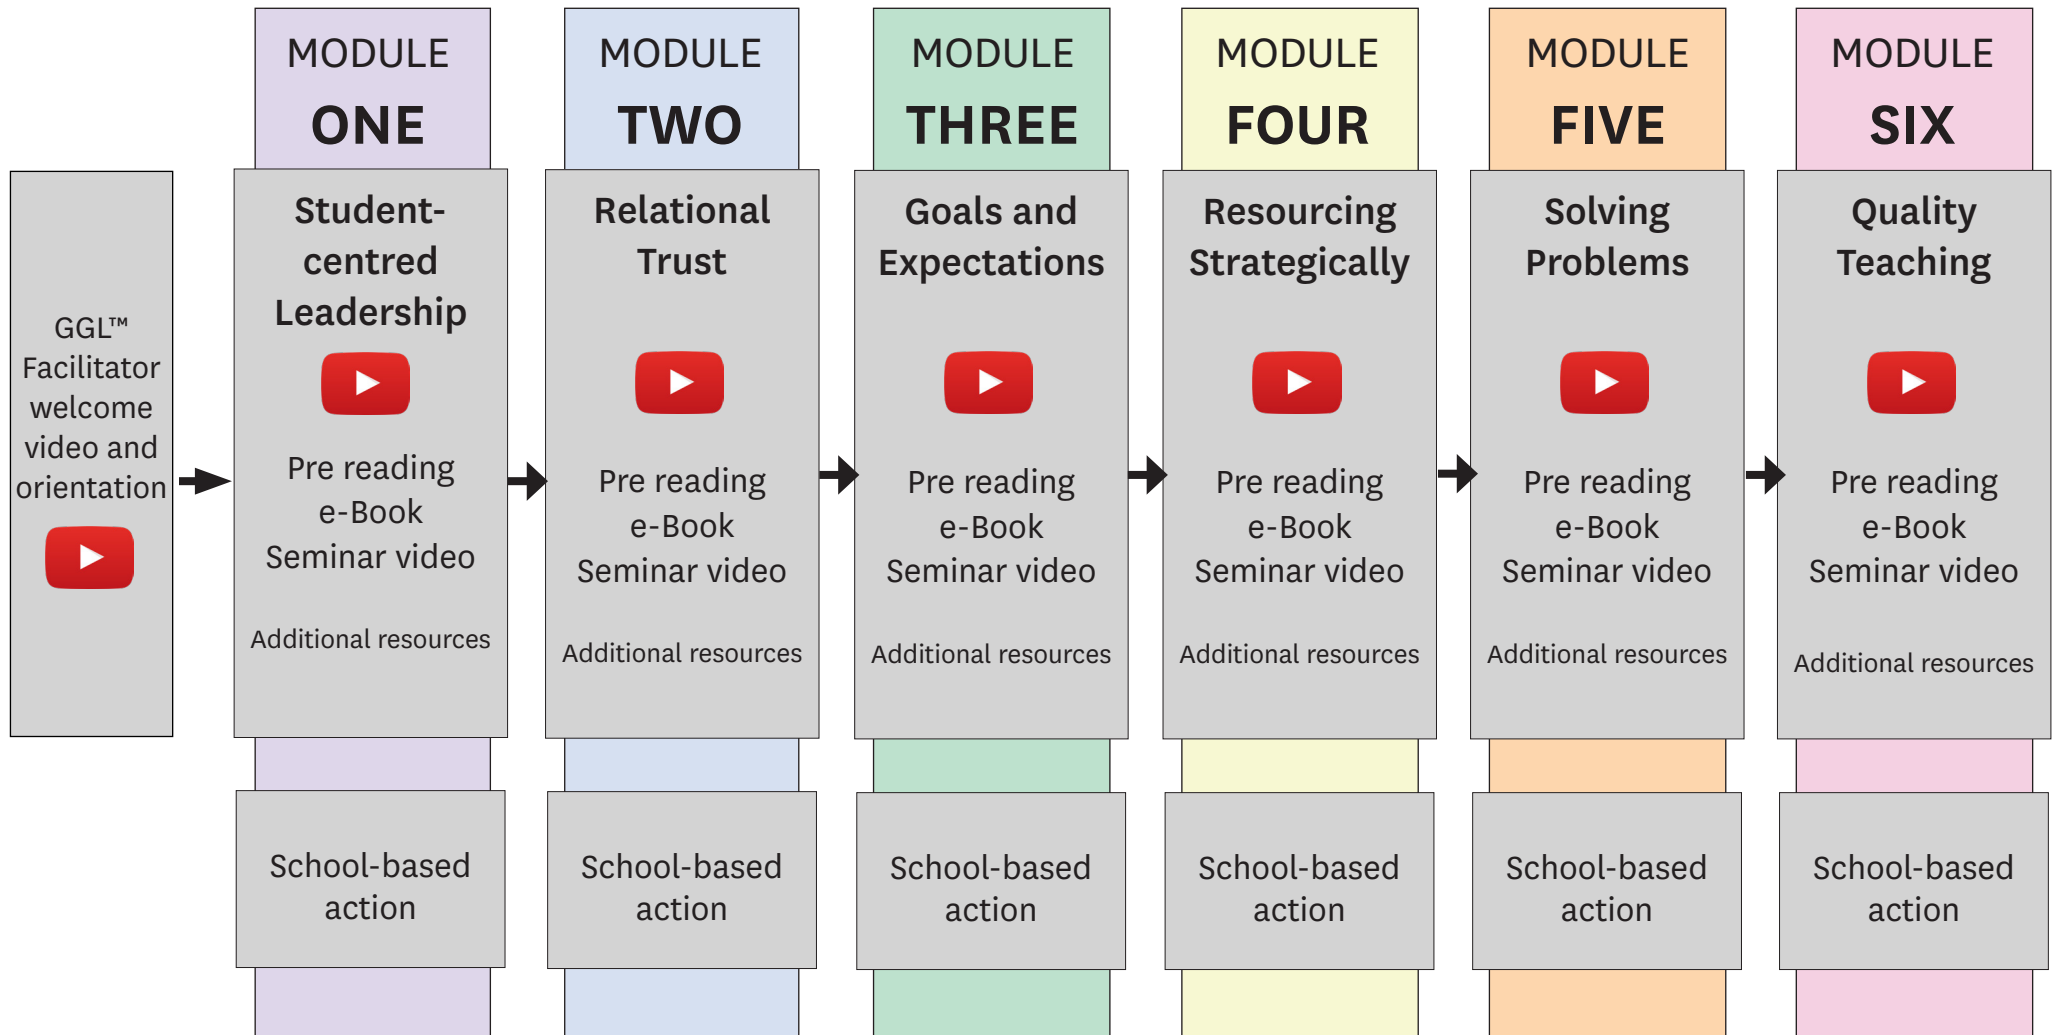 GGL™
Facilitator
welcome
video and
orientation
MODULE
ONE
Student-
centred
Leadership
Pre reading
e-Book
Seminar video
Additional resources
School-based
action
MODULE
TWO
Relational
Trust
Pre reading
e-Book
Seminar video
Additional resources
School-based
action
MODULE
THREE
Goals and
Expectations
Pre reading
e-Book
Seminar video
Additional resources
School-based
action
MODULE
FOUR
Resourcing
Strategically
Pre reading
e-Book
Seminar video
Additional resources
School-based
action
MODULE
FIVE
Solving
Problems
Pre reading
e-Book
Seminar video
Additional resources
School-based
action
MODULE
SIX
Quality
Teaching
Pre reading
e-Book
Seminar video
Additional resources
School-based
action